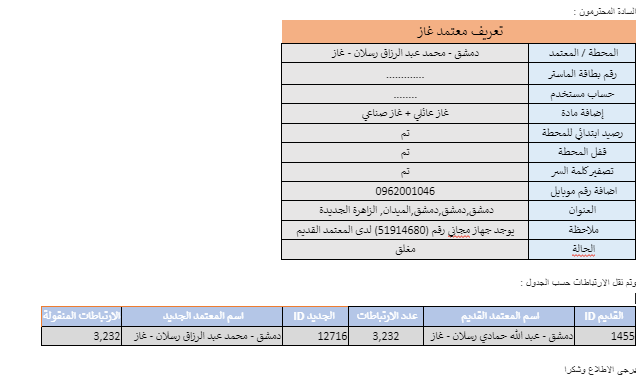 السادة المحترمون :
تعريف معتمد غاز
المحطة / المعتمد دمشق - محمد عبد الرزاق رسلان - غاز
رقم بطاقة الماستر .............
حساب مستخدم ........
إضافة مادة غاز عائلي + غاز صناعي
رصيد ابتدائي للمحطة تم
قفل المحطة تم
تصفير كلمة السر تم
اضافة رقم موبايل 0962001046
العنوان دمشق,دمشق,دمشق,الميدان, الزاهرة الجديدة
ملاحظة يوجد جهاز مجاني رقم (51914680) لدى المعتمد القديم
الحالة مغلق
وتم نقل الارتباطات حسب الجدول :
القديم ID اسم المعتمد القديم عدد الارتباطات الجديد ID اسم المعتمد الجديد الارتباطات المنقولة
1455 دمشق - عبد الله حمادي رسلان - غاز 3,232 12716 دمشق - محمد عبد الرزاق رسلان - غاز 3,232
يرجى الاطلاع وشكرا